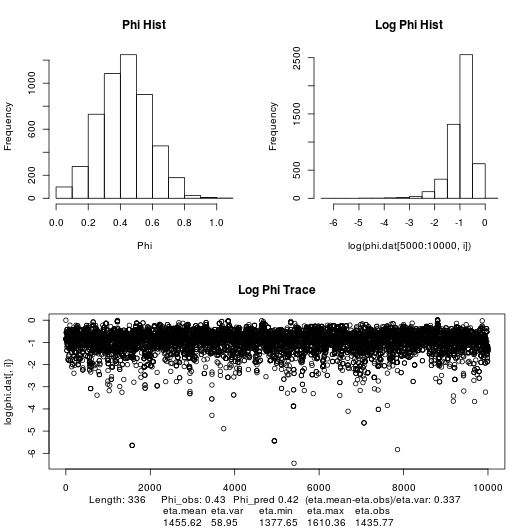 Phi Hist
Log Phi Hist
Frequency
0 200 600 1000
0.0 0.2 0.4 0.6 0.8 1.0
Phi
Frequency
0 500 1500 2500
-6 -5 -4 -3 -2 -1 0
log(phi.dat[5000:10000, i])
Log Phi Trace
log(phi.dat[, i])
0 -1 -2 -3 -4 -5 -6
0 2000 4000 6000 8000 10000
Length: 336 Phi_obs: 0.43 Phi_pred 0.42 (eta.mean-eta.obs)/eta.var: 0.337
eta.mean eta.var eta.min eta.max eta.obs
1455.62 58.95 1377.65 1610.36 1435.77